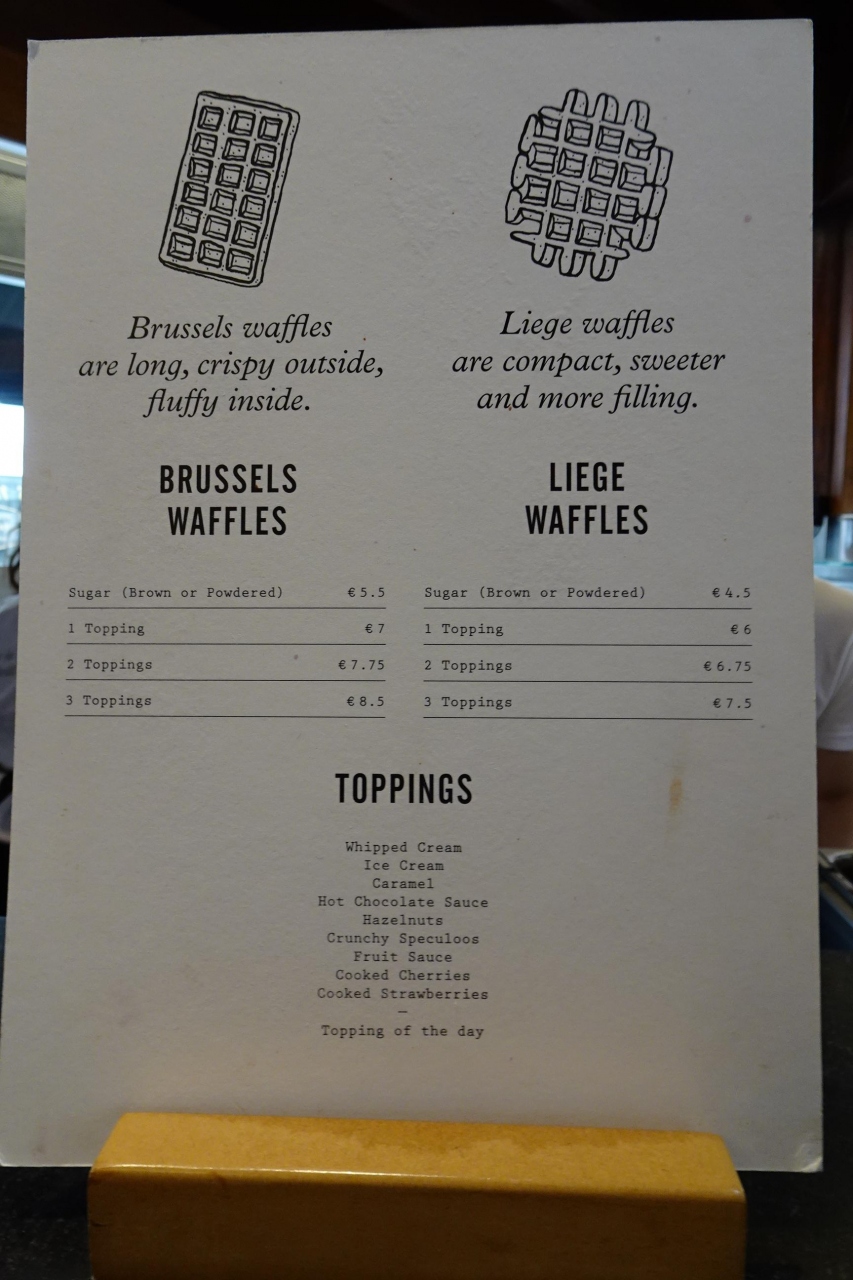 Brussels waffles
are long, crispy outside,
fluffy inside.
Liege waffles
are compact, sweeter
and more filling.
BRUSSELS
WAFFLES
Sugar (Brown or Powdered) €5.5
1 Topping €7
2 Toppings €7.75
3 Toppings €8.5
LIEGE
WAFFLES
Sugar (Brown or Powdered) €4.5
1 Topping €6
2 Toppings €6.75
3 Toppings €7.5
TOPPINGS
Whipped Cream
Ice Cream
Caramel
Hot Chocolate Sauce
Hazelnuts
Crunchy Speculoos
Fruit Sauce
Cooked Cherries
Cooked Strawberries
—
Topping of the day